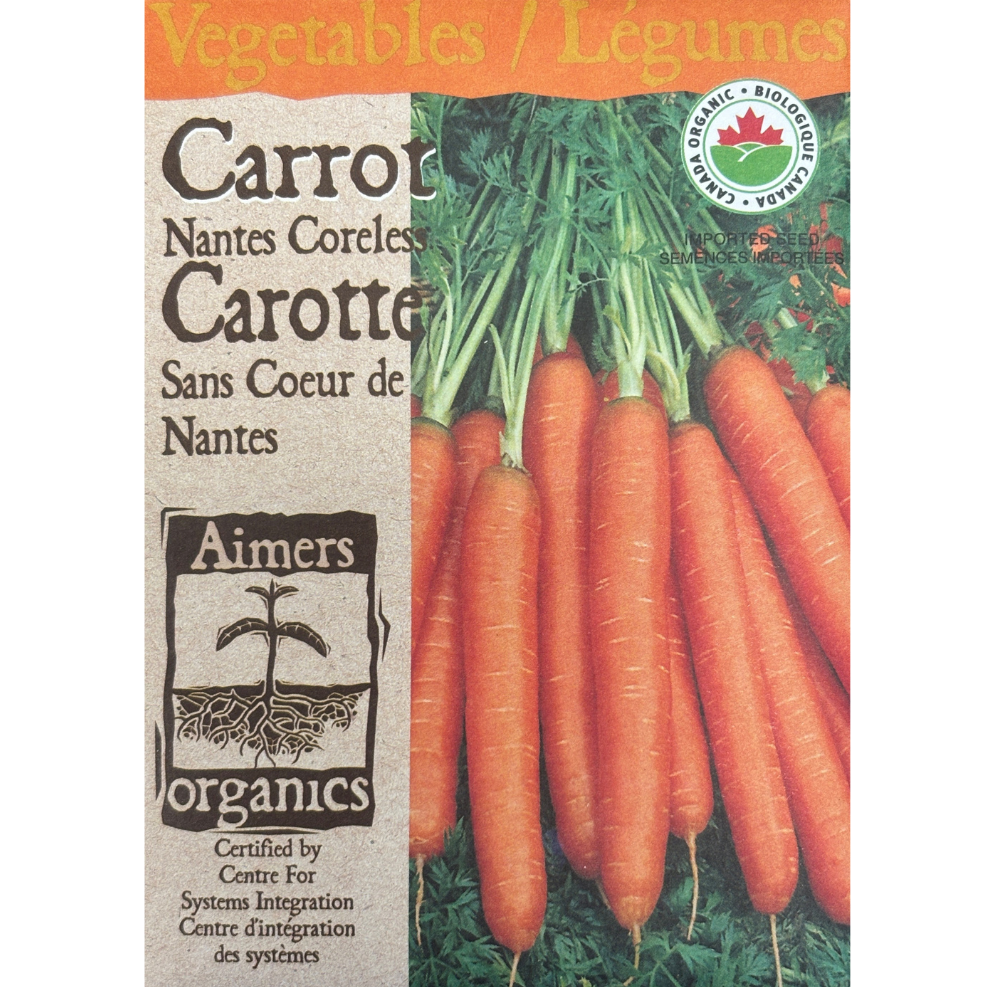 Vegetables / Légumes
Carrot
Nantes Coreless
Carotte
Sans Coeur de
Nantes
CANADA ORGANIC • BIOLOGIQUE CANADA •
IMPORTED SEED
SEMENCES IMPORTÉES
Aimers
organics
Certified by
Centre For
Systems Integration
Centre d'intégration
des systèmes